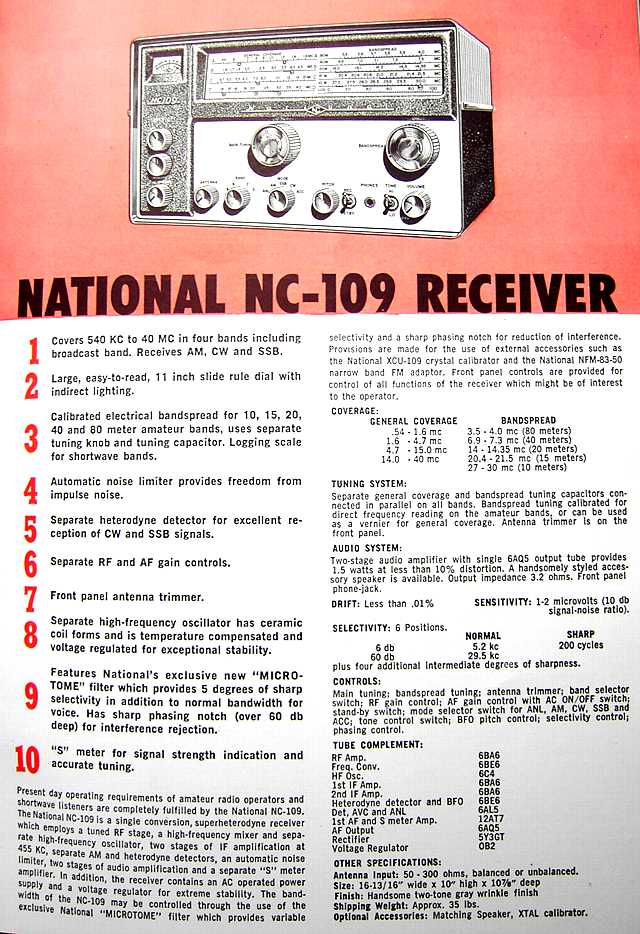 GENERAL COVERAGE
BANDSPREAD
NC-109
MAIN TUNING
BANDSPREAD
ANTENNA
BAND
MODE
PITCH
PHONES
TONE
VOLUME
NATIONAL NC-109 RECEIVER
1 Covers 540 KC to 40 MC in four bands including
broadcast band. Receives AM, CW and SSB.
2 Large, easy-to-read, 11 inch slide rule dial with
indirect lighting.
3 Calibrated electrical bandspread for 10, 15, 20,
40 and 80 meter amateur bands, uses separate
tuning knob and tuning capacitor. Logging scale
for shortwave bands.
4 Automatic noise limiter provides freedom from
impulse noise.
5 Separate heterodyne detector for excellent re-
ception of CW and SSB signals.
6 Separate RF and AF gain controls.
7 Front panel antenna trimmer.
8 Separate high-frequency oscillator has ceramic
coil forms and is temperature compensated and
voltage regulated for exceptional stability.
9 Features National's exclusive new "MICRO-
TOME" filter which provides 5 degrees of sharp
selectivity in addition to normal bandwidth for
voice. Has sharp phasing notch (over 60 db
deep) for interference rejection.
10 "S" meter for signal strength indication and
accurate tuning.
Present day operating requirements of amateur radio operators and
shortwave listeners are completely fulfilled by the National NC-109.
The National NC-109 is a single conversion, superheterodyne receiver
which employs a tuned RF stage, a high-frequency mixer and sepa-
rate high-frequency oscillator, two stages of IF amplification at
455 KC, separate AM and heterodyne detectors, an automatic noise
limiter, two stages of audio amplification and a separate "S" meter
amplifier. In addition, the receiver contains an AC operated power
supply and a voltage regulator for extreme stability. The band-
width of the NC-109 may be controlled through the use of the
exclusive National "MICROTOME" filter which provides variable
selectivity and a sharp phasing notch for reduction of interference.
Provisions are made for the use of external accessories such as
the National XCU-109 crystal calibrator and the National NFM-83-50
narrow band FM adaptor. Front panel controls are provided for
control of all functions of the receiver which might be of interest
to the operator.
COVERAGE:
GENERAL COVERAGE BANDSPREAD
.54 - 1.6 mc 3.5 - 4.0 mc (80 meters)
1.6 - 4.7 mc 6.9 - 7.3 mc (40 meters)
4.7 - 15.0 mc 14 - 14.35 mc (20 meters)
14.0 - 40 mc 20.4 - 21.5 mc (15 meters)
27 - 30 mc (10 meters)
TUNING SYSTEM:
Separate general coverage and bandspread tuning capacitors con-
nected in parallel on all bands. Bandspread tuning calibrated for
direct frequency reading on the amateur bands, or can be used
as a vernier for general coverage. Antenna trimmer is on the
front panel.
AUDIO SYSTEM:
Two-stage audio amplifier with single 6AQ5 output tube provides
1.5 watts at less than 10% distortion. A handsomely styled acces-
sory speaker is available. Output impedance 3.2 ohms. Front panel
phone-jack.
DRIFT: Less than .01% SENSITIVITY: 1-2 microvolts (10 db
signal-noise ratio).
SELECTIVITY: 6 Positions.
NORMAL SHARP
6 db 5.2 kc 200 cycles
60 db 29.5 kc
plus four additional intermediate degrees of sharpness.
CONTROLS:
Main tuning; bandspread tuning; antenna trimmer; band selector
switch; RF gain control; AF gain control with AC ON/OFF switch;
stand-by switch; mode selector switch for ANL, AM, CW, SSB and
ACC; tone control switch; BFO pitch control; selectivity control;
phasing control.
TUBE COMPLEMENT:
RF Amp. 6BA6
Freq. Conv. 6BE6
HF Osc. 6C4
1st IF Amp. 6BA6
2nd IF Amp. 6BA6
Heterodyne detector and BFO 6BE6
Det, AVC and ANL 6AL5
1st AF and S meter Amp. 12AT7
AF Output 6AQ5
Rectifier 5Y3GT
Voltage Regulator OB2
OTHER SPECIFICATIONS:
Antenna Input: 50 - 300 ohms, balanced or unbalanced.
Size: 16-13/16" wide x 10" high x 10⅞" deep
Finish: Handsome two-tone gray wrinkle finish
Shipping Weight: Approx. 35 lbs.
Optional Accessories: Matching Speaker, XTAL calibrator.